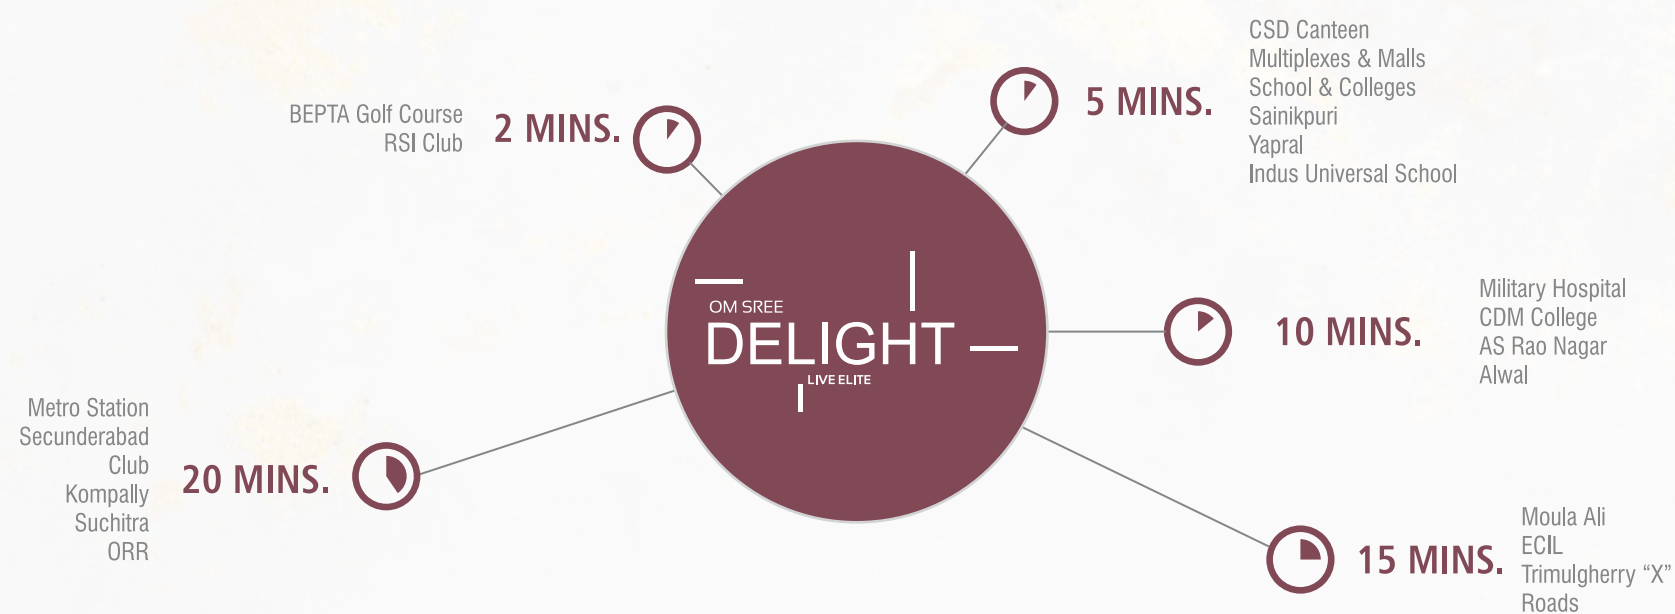 BEPTA Golf Course
RSI Club
2 MINS.
5 MINS.
CSD Canteen
Multiplexes & Malls
School & Colleges
Sainikpuri
Yapral
Indus Universal School
OM SREE
DELIGHT
LIVE ELITE
10 MINS.
Military Hospital
CDM College
AS Rao Nagar
Alwal
Metro Station
Secunderabad
Club
Kompally
Suchitra
ORR
20 MINS.
15 MINS.
Moula Ali
ECIL
Trimulgherry “X”
Roads